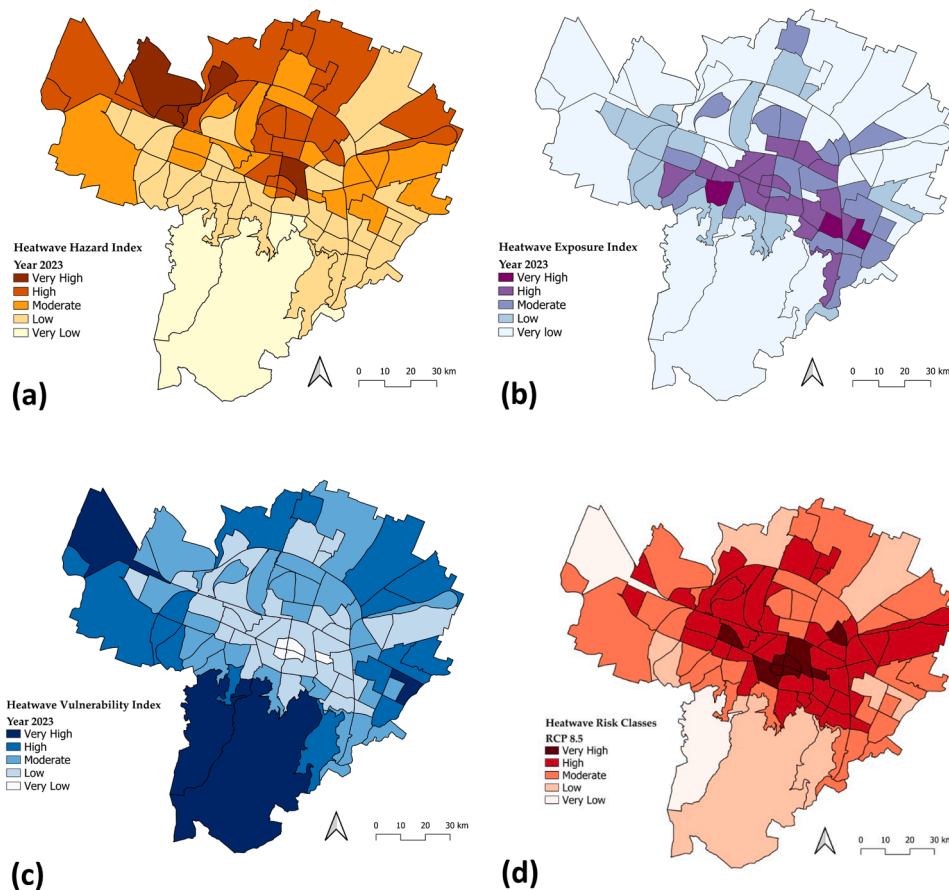 Heatwave Hazard Index
Year 2023
Very High
High
Moderate
Low
Very Low
0 10 20 30 km
(a)
Heatwave Exposure Index
Year 2023
Very High
High
Moderate
Low
Very low
0 10 20 30 km
(b)
Heatwave Vulnerability Index
Year 2023
Very High
High
Moderate
Low
Very Low
0 10 20 30 km
(c)
Heatwave Risk Classes
RCP 8.5
Very High
High
Moderate
Low
Very Low
0 10 20 30 km
(d)